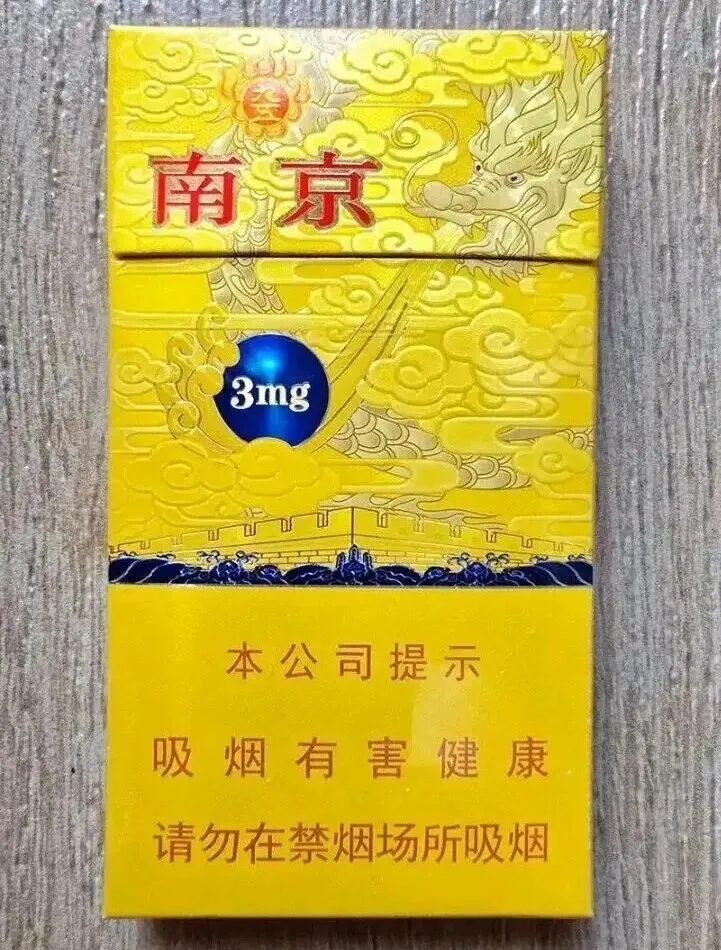 南京
3mg
本公司提示
吸烟有害健康
请勿在禁烟场所吸烟